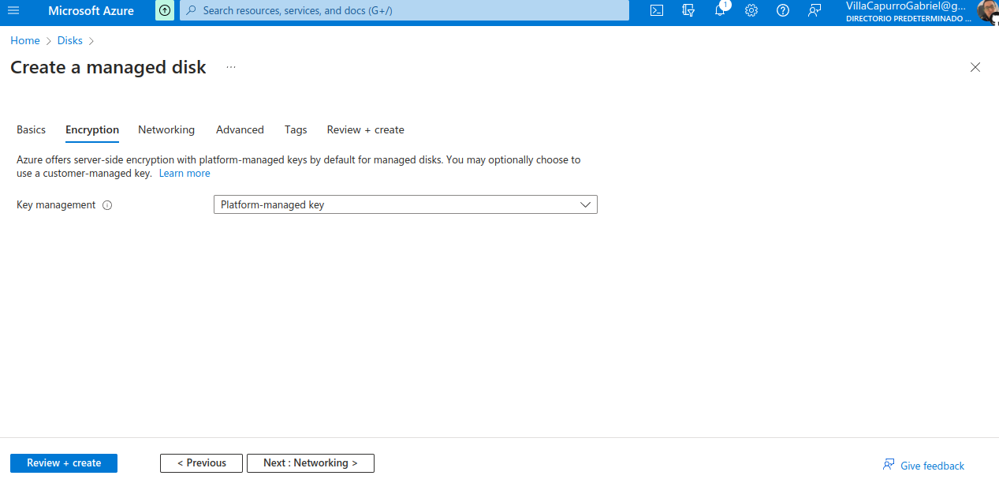 Microsoft Azure
Search resources, services, and docs (G+/)
1
VillaCapurroGabriel@g...
DIRECTORIO PREDETERMINADO ...
Home > Disks >
Create a managed disk ...
Basics Encryption Networking Advanced Tags Review + create
Azure offers server-side encryption with platform-managed keys by default for managed disks. You may optionally choose to
use a customer-managed key. Learn more
Key management Platform-managed key
Review + create < Previous Next : Networking > Give feedback